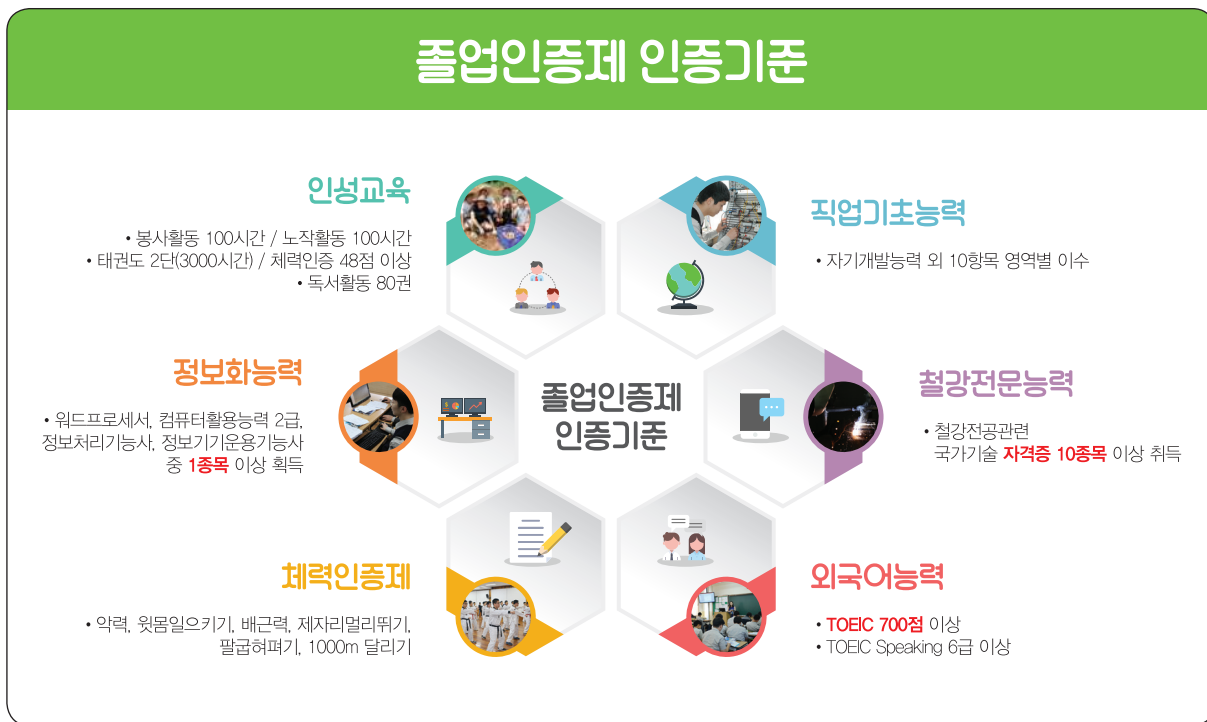 졸업인증제 인증기준
인성교육
• 봉사활동 100시간 / 노작활동 100시간
• 태권도 2단(3000시간) / 체력인증 48점 이상
• 독서활동 80권
직업기초능력
• 자기개발능력 외 10항목 영역별 이수
정보화능력
• 워드프로세서, 컴퓨터활용능력 2급,
정보처리기능사, 정보기기운용기능사
중 1종목 이상 획득
졸업인증제
인증기준
철강전문능력
• 철강전공관련
국가기술 자격증 10종목 이상 취득
체력인증제
• 악력, 윗몸일으키기, 배근력, 제자리멀리뛰기,
팔굽혀펴기, 1000m 달리기
외국어능력
• TOEIC 700점 이상
• TOEIC Speaking 6급 이상